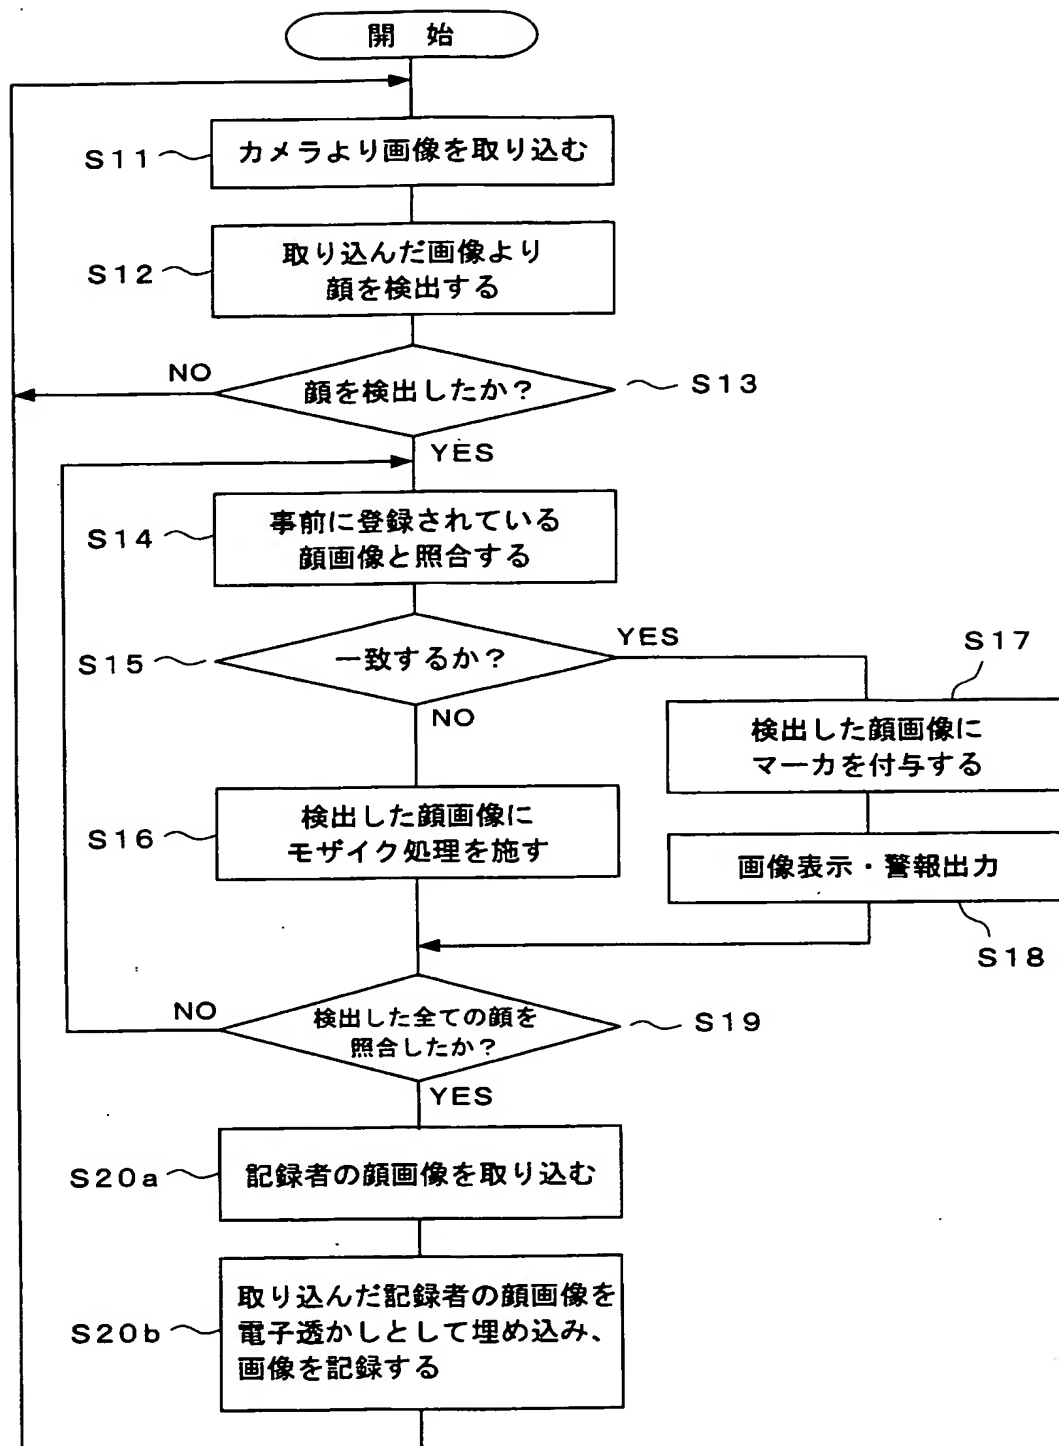 開 始
S11
カメラより画像を取り込む
S12
取り込んだ画像より
顔を検出する
NO
顔を検出したか？
S13
YES
S14
事前に登録されている
顔画像と照合する
S15
一致するか？
YES
NO
S17
検出した顔画像に
マーカを付与する
S16
検出した顔画像に
モザイク処理を施す
画像表示・警報出力
S18
NO
検出した全ての顔を
照合したか？
S19
YES
S20a
記録者の顔画像を取り込む
S20b
取り込んだ記録者の顔画像を
電子透かしとして埋め込み、
画像を記録する